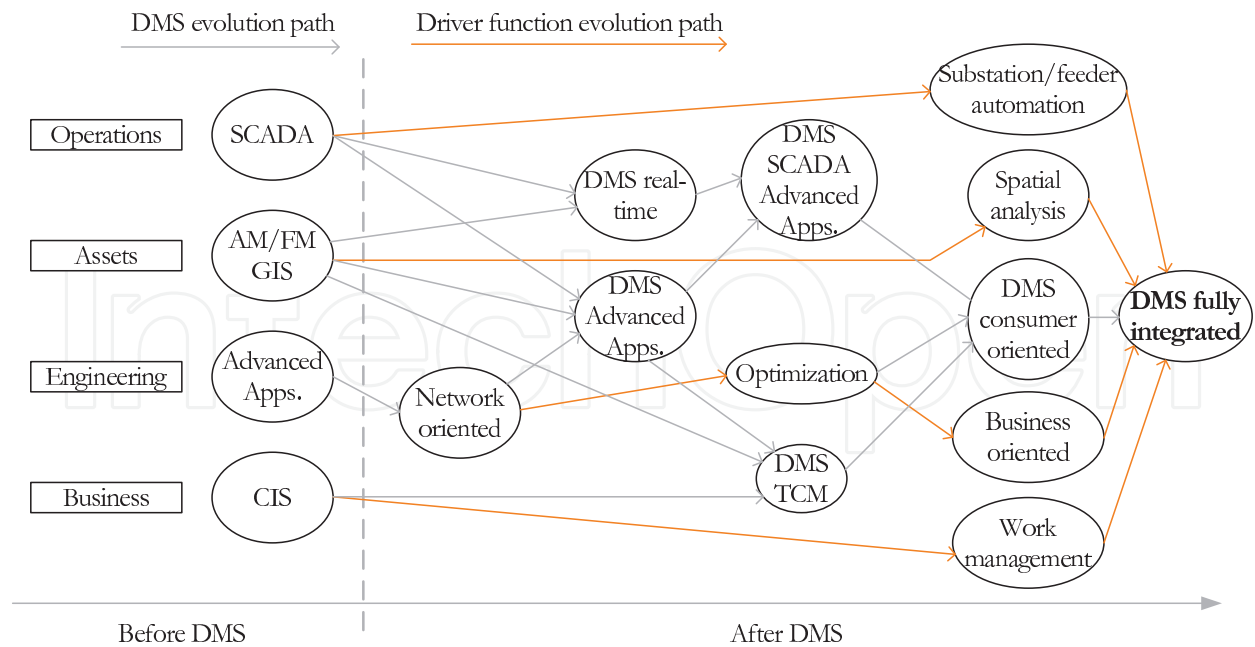 DMS evolution path
Driver function evolution path
Operations
Assets
Engineering
Business
SCADA
AM/FM
GIS
Advanced
Apps.
CIS
Network
oriented
DMS real-
time
DMS
Advanced
Apps.
DMS
SCADA
Advanced
Apps.
Optimization
DMS
TCM
Substation/feeder
automation
Spatial
analysis
DMS
consumer
oriented
Business
oriented
Work
management
DMS fully
integrated
Before DMS
After DMS
IntechOpen